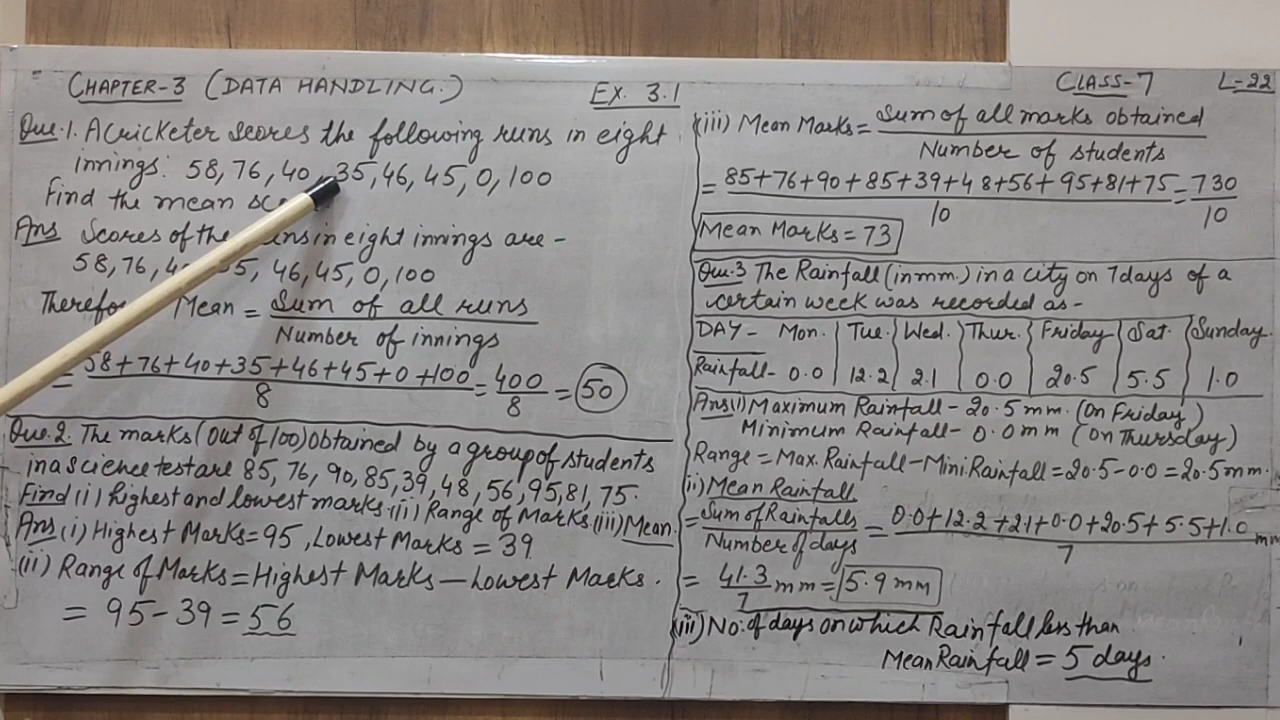 CHAPTER-3 (DATA HANDLING.)
EX. 3.1
Que.1. A Cricketer scores the following runs in eight
innings: 58, 76, 40, 35, 46, 45, 0, 100
Find the mean
Ans Scores of the in eight innings are -
58, 76, 46, 45, 0, 100
Mean = Sum of all runs
Number of innings
= 58+76+40+35+46+45+0+100 = 400 = 50
8 8
Que.2. The marks (out of 100) obtained by a group of students
in a science test are 85, 76, 90, 85, 39, 48, 56, 95, 81, 75.
Find (i) highest and lowest marks. (ii) Range of Marks. (iii) Mean.
Ans (i) Highest Marks = 95, Lowest Marks = 39
(ii) Range of Marks = Highest Marks - Lowest Marks.
= 95-39 = 56
CLASS-7 L-22
(iii) Mean Marks = Sum of all marks obtained
Number of students
= 85+76+90+85+39+48+56+95+81+75 = 730
10 10
Mean Marks = 73
Que.3 The Rainfall (in mm.) in a city on 7 days of a
certain week was recorded as -
DAY - Mon. Tue. Wed. Thur. Friday Sat. Sunday.
Rainfall - 0.0 12.2 2.1 0.0 20.5 5.5 1.0
Ans (i) Maximum Rainfall - 20.5 mm. (On Friday)
Minimum Rainfall - 0.0 mm (On Thursday)
Range = Max. Rainfall - Mini. Rainfall = 20.5 - 0.0 = 20.5 mm.
(ii) Mean Rainfall
= Sum of Rainfalls = 0.0+12.2+2.1+0.0+20.5+5.5+1.0 mm
Number of days 7
= 41.3 mm = 5.9 mm
7
(iii) No. of days on which Rainfall less than
Mean Rainfall = 5 days.